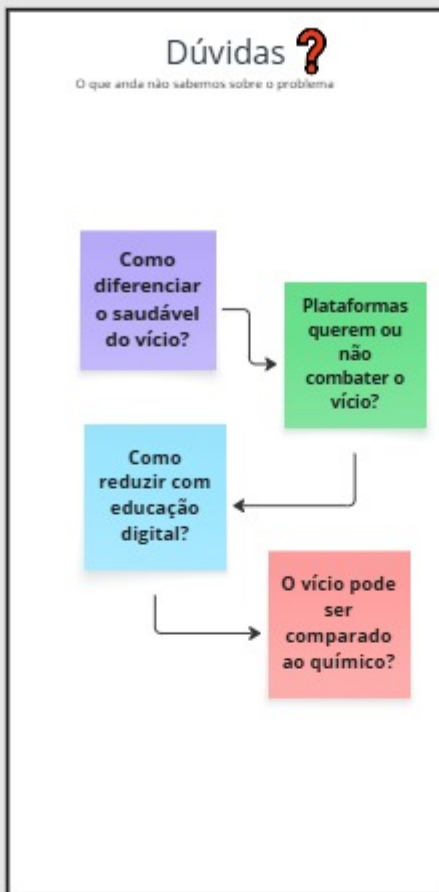 Dúvidas ❓
O que anda não sabemos sobre o problema
Como
diferenciar
o saudável
do vício?
Plataformas
querem ou
não
combater o
vício?
Como
reduzir com
educação
digital?
O vício pode
ser
comparado
ao químico?